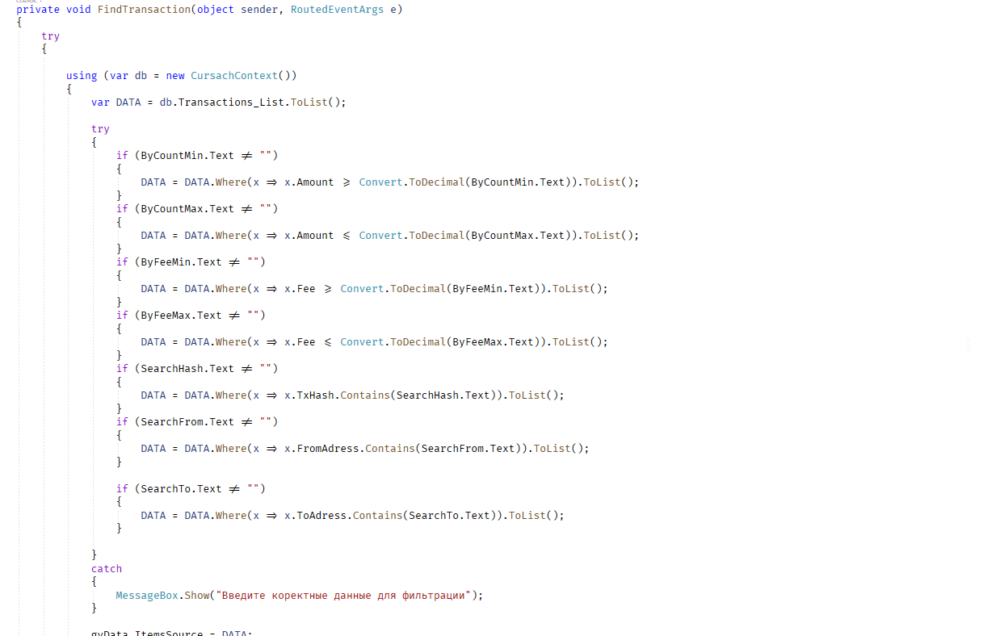 private void FindTransaction(object sender, RoutedEventArgs e)
{
try
{
using (var db = new CursachContext())
{
var DATA = db.Transactions_List.ToList();
try
{
if (ByCountMin.Text ≠ "")
{
DATA = DATA.Where(x ⇒ x.Amount ⩾ Convert.ToDecimal(ByCountMin.Text)).ToList();
}
if (ByCountMax.Text ≠ "")
{
DATA = DATA.Where(x ⇒ x.Amount ⩽ Convert.ToDecimal(ByCountMax.Text)).ToList();
}
if (ByFeeMin.Text ≠ "")
{
DATA = DATA.Where(x ⇒ x.Fee ⩾ Convert.ToDecimal(ByFeeMin.Text)).ToList();
}
if (ByFeeMax.Text ≠ "")
{
DATA = DATA.Where(x ⇒ x.Fee ⩽ Convert.ToDecimal(ByFeeMax.Text)).ToList();
}
if (SearchHash.Text ≠ "")
{
DATA = DATA.Where(x ⇒ x.TxHash.Contains(SearchHash.Text)).ToList();
}
if (SearchFrom.Text ≠ "")
{
DATA = DATA.Where(x ⇒ x.FromAdress.Contains(SearchFrom.Text)).ToList();
}
if (SearchTo.Text ≠ "")
{
DATA = DATA.Where(x ⇒ x.ToAdress.Contains(SearchTo.Text)).ToList();
}
}
catch
{
MessageBox.Show("Введите коректные данные для фильтрации");
}
gvData.ItemsSource = DATA;